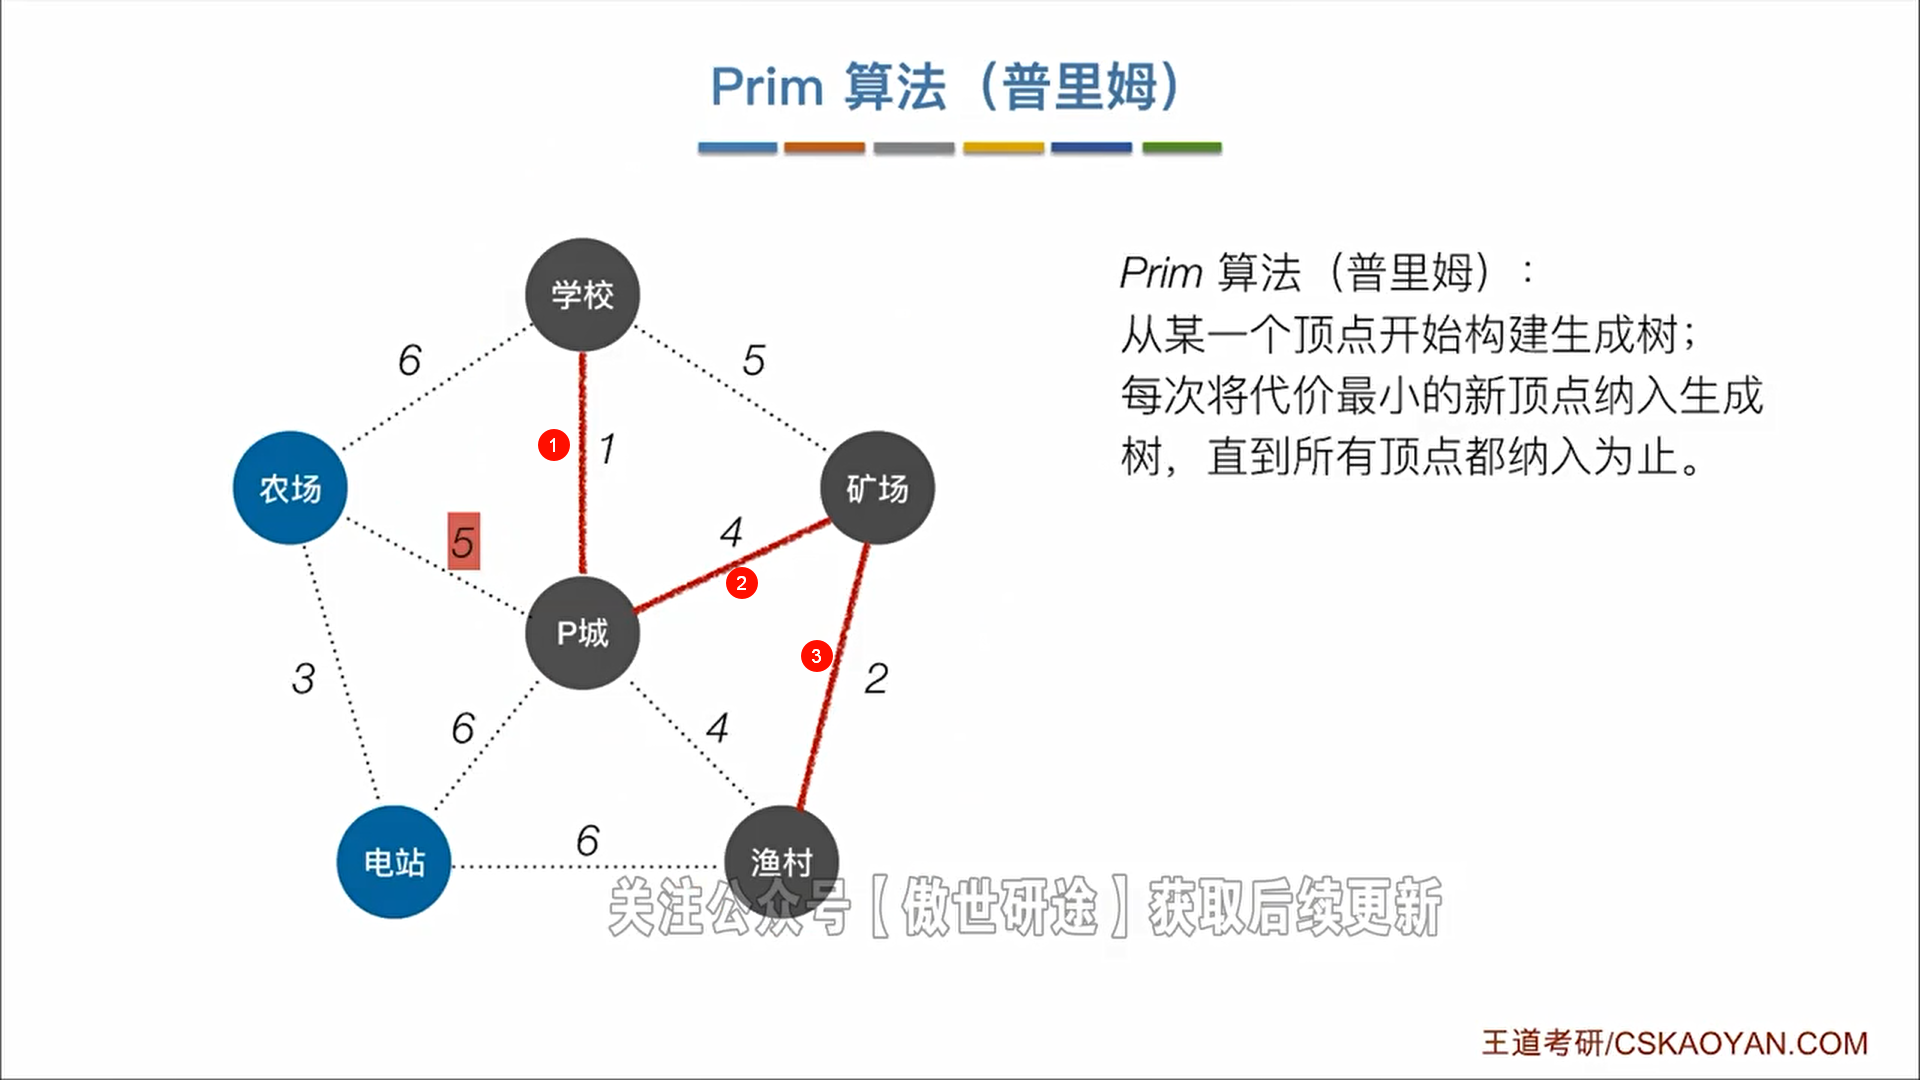 Prim 算法（普里姆）
学校
6
5
1
1
农场
矿场
5
4
2
P城
3
3
2
6
4
6
电站
渔村
Prim 算法（普里姆）：
从某一个顶点开始构建生成树；
每次将代价最小的新顶点纳入生成
树，直到所有顶点都纳入为止。
关注公众号【傲世研途】获取后续更新
王道考研/CSKAOYAN.COM